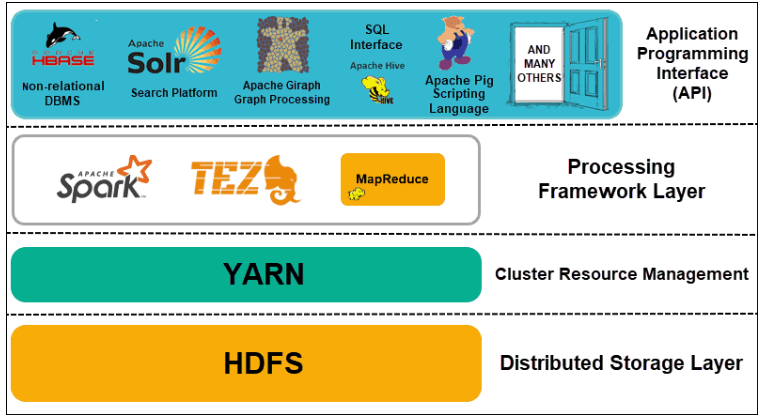 APACHE
HBASE
Non-relational
DBMS
Apache
Solr
Search Platform
Apache Giraph
Graph Processing
SQL
Interface
Apache Hive
HIVE
Apache Pig
Scripting
Language
AND
MANY
OTHERS
Application
Programming
Interface
(API)
APACHE
Spark
TEZ
MapReduce
Processing
Framework Layer
YARN
Cluster Resource Management
HDFS
Distributed Storage Layer